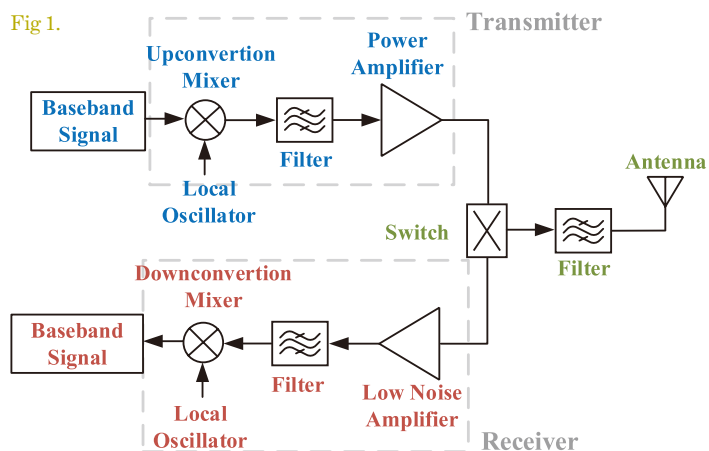 Fig 1.
Transmitter
Upconvertion
Mixer
Power
Amplifier
Baseband
Signal
Filter
Local
Oscillator
Antenna
Switch
Filter
Downconvertion
Mixer
Baseband
Signal
Filter
Low Noise
Amplifier
Local
Oscillator
Receiver